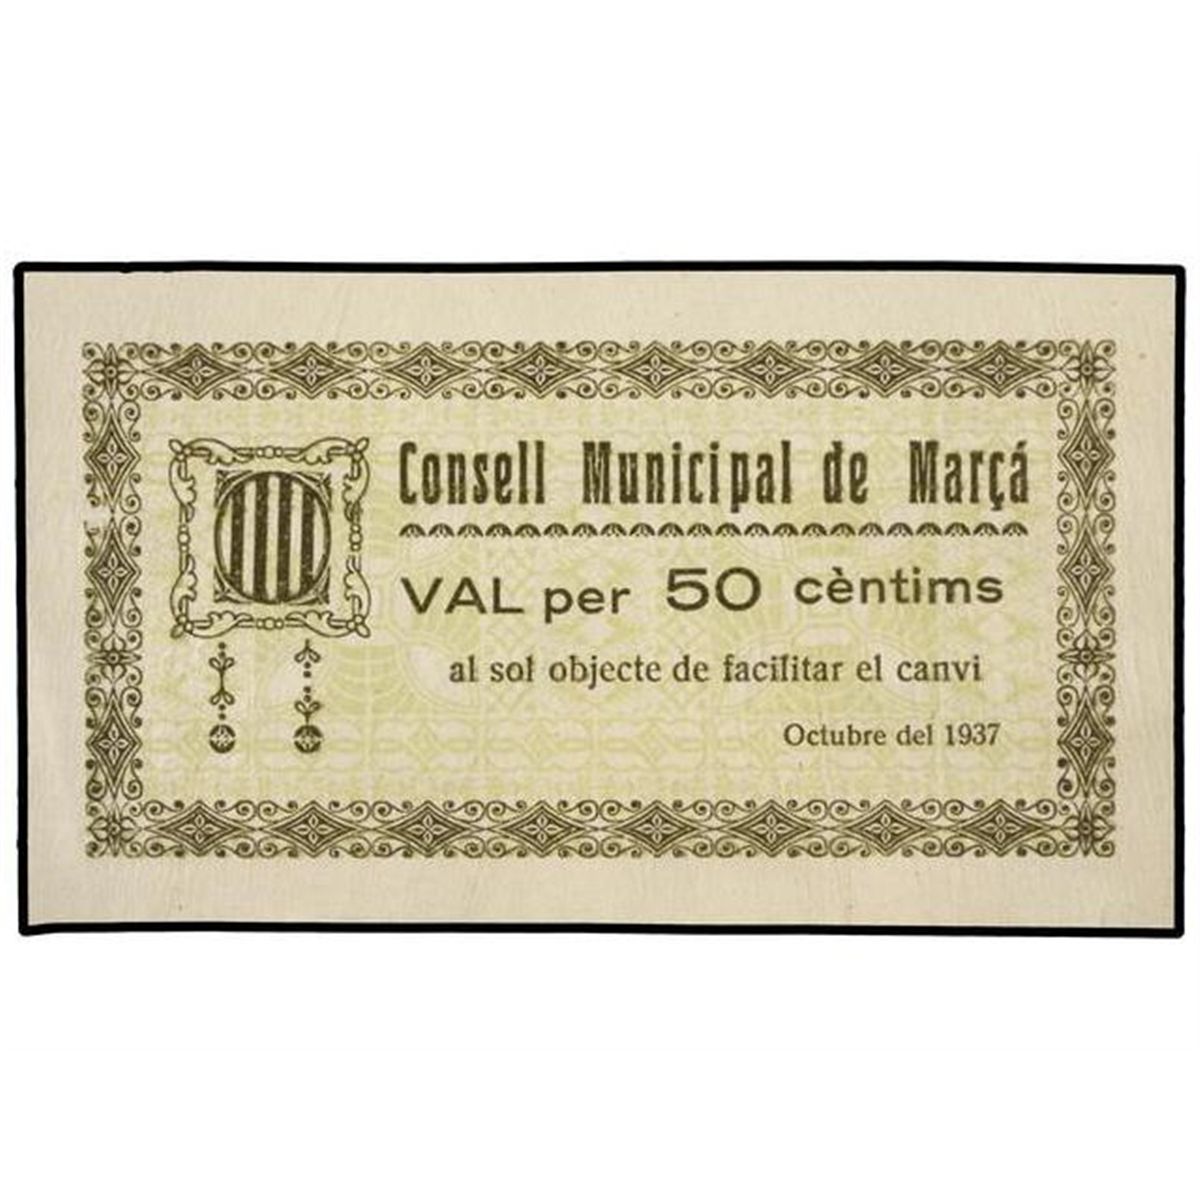 Consell Municipal de Marçá
VAL per 50 cèntims
al sol objecte de facilitar el canvi
Octubre del 1937